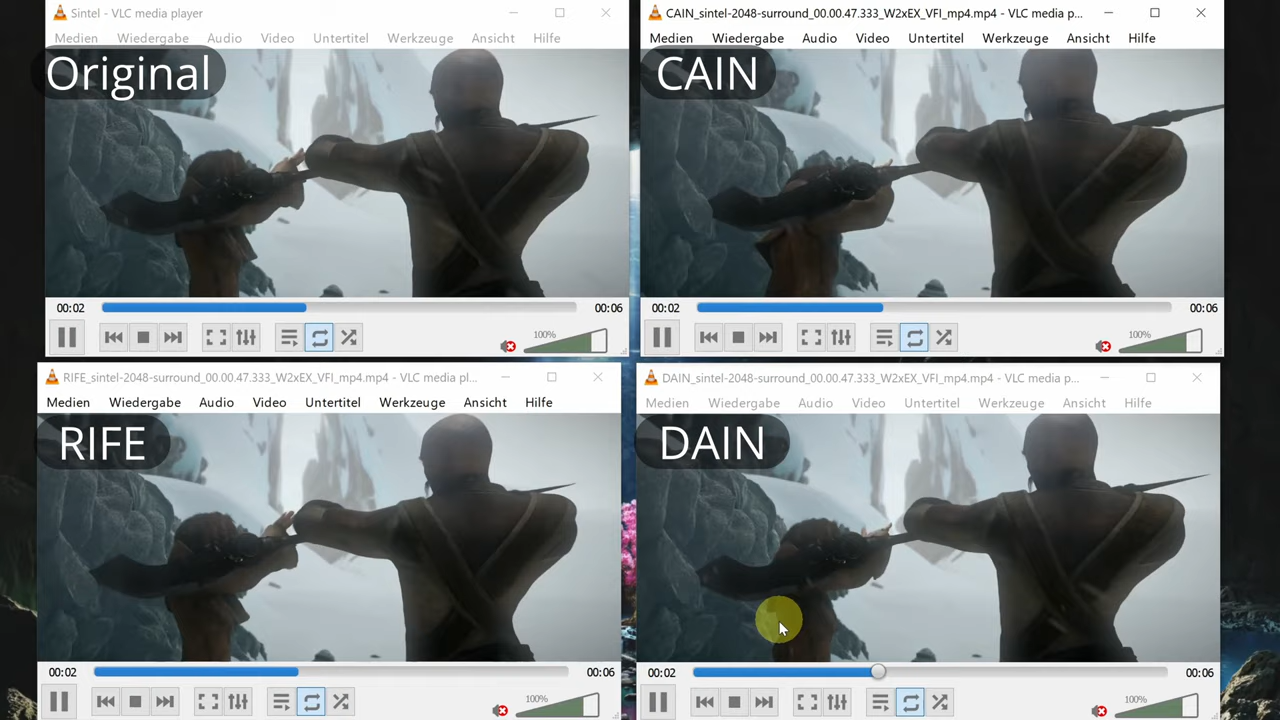 Sintel - VLC media player
Medien Wiedergabe Audio Video Untertitel Werkzeuge Ansicht Hilfe
Original
00:02 00:06
100%
CAIN_sintel-2048-surround_00.00.47.333_W2xEX_VFI_mp4.mp4 - VLC media p...
Medien Wiedergabe Audio Video Untertitel Werkzeuge Ansicht Hilfe
CAIN
00:02 00:06
100%
RIFE_sintel-2048-surround_00.00.47.333_W2xEX_VFI_mp4.mp4 - VLC media pl...
Medien Wiedergabe Audio Video Untertitel Werkzeuge Ansicht Hilfe
RIFE
00:02 00:06
100%
DAIN_sintel-2048-surround_00.00.47.333_W2xEX_VFI_mp4.mp4 - VLC media p...
Medien Wiedergabe Audio Video Untertitel Werkzeuge Ansicht Hilfe
DAIN
00:02 00:06
100%